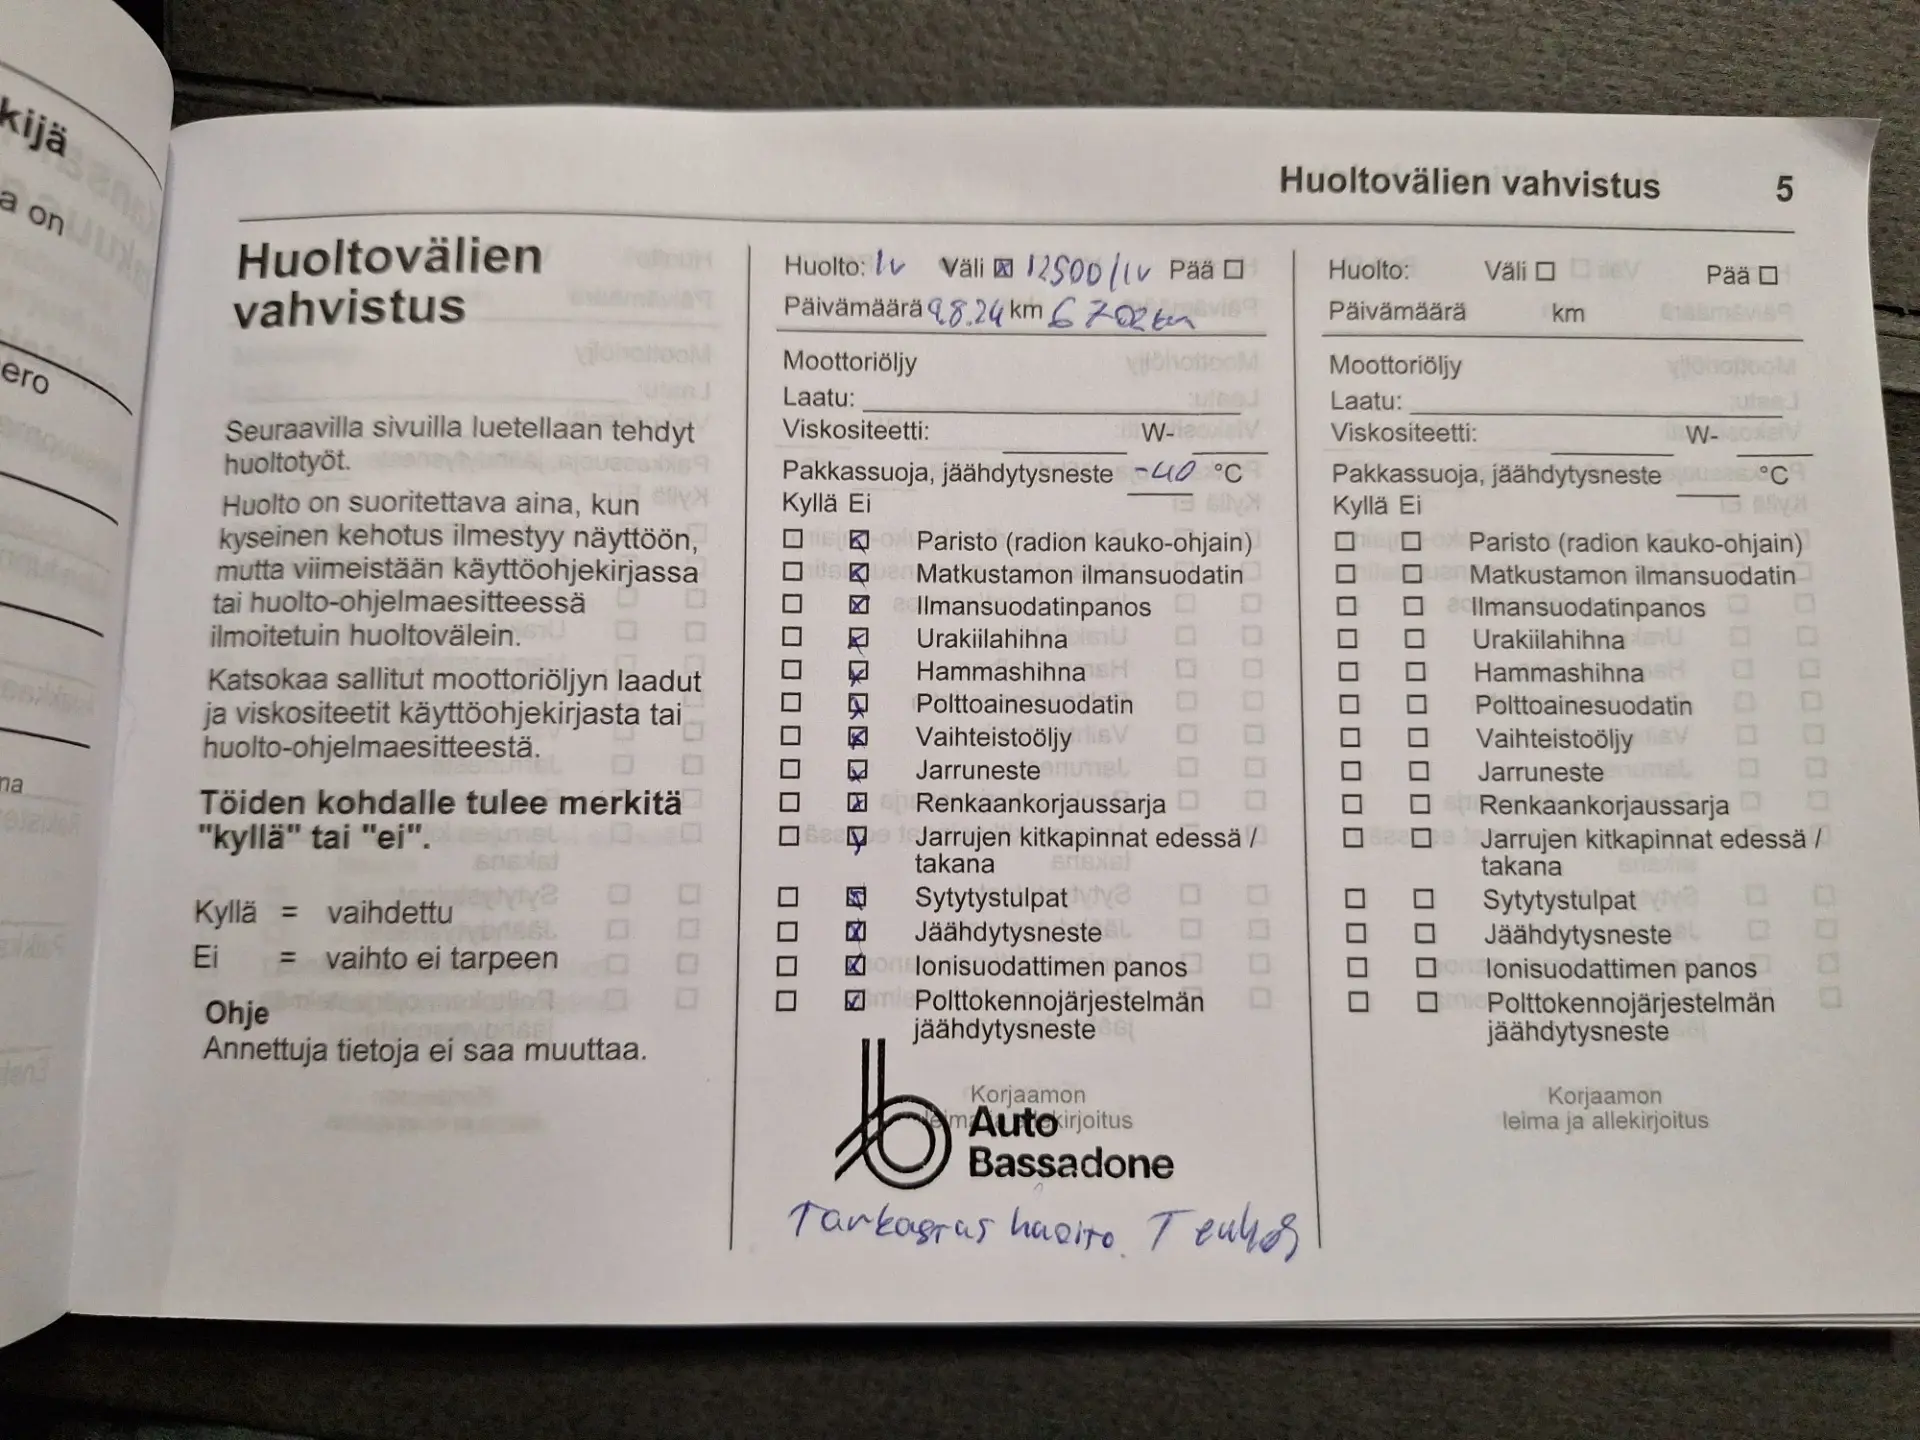 kijä
a on
ero
na
Huoltovälien vahvistus 5
Huoltovälien
vahvistus
Seuraavilla sivuilla luetellaan tehdyt
huoltotyöt.
Huolto on suoritettava aina, kun
kyseinen kehotus ilmestyy näyttöön,
mutta viimeistään käyttöohjekirjassa
tai huolto-ohjelmaesitteessä
ilmoitetuin huoltovälein.
Katsokaa sallitut moottoriöljyn laadut
ja viskositeetit käyttöohjekirjasta tai
huolto-ohjelmaesitteestä.
Töiden kohdalle tulee merkitä
"kyllä" tai "ei".
Kyllä = vaihdettu
Ei = vaihto ei tarpeen
Ohje
Annettuja tietoja ei saa muuttaa.
Huolto: 1v Väli 12500/1v Pää
Päivämäärä 9.8.24 km 6702km
Moottoriöljy
Laatu:
Viskositeetti: W-
Pakkassuoja, jäähdytysneste -40 °C
Kyllä Ei
Paristo (radion kauko-ohjain)
Matkustamon ilmansuodatin
Ilmansuodatinpanos
Urakiilahihna
Hammashihna
Polttoainesuodatin
Vaihteistoöljy
Jarruneste
Renkaankorjaussarja
Jarrujen kitkapinnat edessä /
takana
Sytytystulpat
Jäähdytysneste
Ionisuodattimen panos
Polttokennojärjestelmän
jäähdytysneste
Korjaamon
leima ja allekirjoitus
Auto
Bassadone
Tarkastus huolto.
Huolto: Väli Pää
Päivämäärä km
Moottoriöljy
Laatu:
Viskositeetti: W-
Pakkassuoja, jäähdytysneste °C
Kyllä Ei
Paristo (radion kauko-ohjain)
Matkustamon ilmansuodatin
Ilmansuodatinpanos
Urakiilahihna
Hammashihna
Polttoainesuodatin
Vaihteistoöljy
Jarruneste
Renkaankorjaussarja
Jarrujen kitkapinnat edessä /
takana
Sytytystulpat
Jäähdytysneste
Ionisuodattimen panos
Polttokennojärjestelmän
jäähdytysneste
Korjaamon
leima ja allekirjoitus